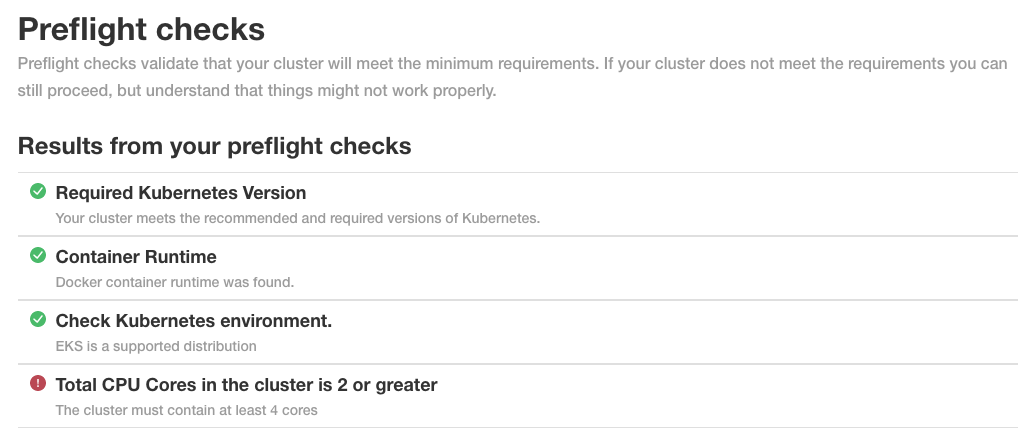 Preflight checks
Preflight checks validate that your cluster will meet the minimum requirements. If your cluster does not meet the requirements you can
still proceed, but understand that things might not work properly.
Results from your preflight checks
Required Kubernetes Version
Your cluster meets the recommended and required versions of Kubernetes.
Container Runtime
Docker container runtime was found.
Check Kubernetes environment.
EKS is a supported distribution
Total CPU Cores in the cluster is 2 or greater
The cluster must contain at least 4 cores